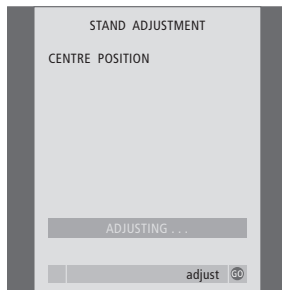 STAND ADJUSTMENT
CENTRE POSITION
ADJUSTING . . .
adjust GO